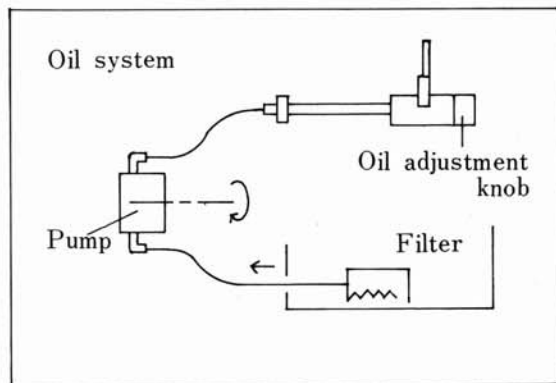 Oil system
Oil adjustment
knob
Pump
Filter